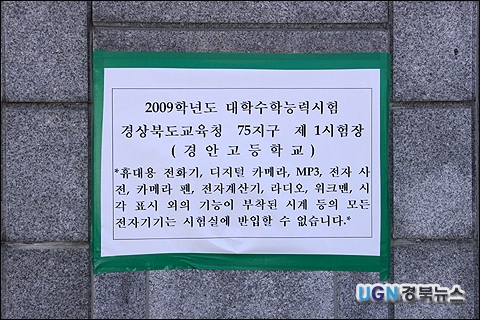 2009학년도 대학수학능력시험
경상북도교육청 75지구 제 1시험장
( 경 안 고 등 학 교 )
*휴대용 전화기, 디지털 카메라, MP3, 전자 사
전, 카메라 펜, 전자계산기, 라디오, 워크맨, 시
각 표시 외의 기능이 부착된 시계 등의 모든
전자기기는 시험실에 반입할 수 없습니다.*
UGN경북뉴스